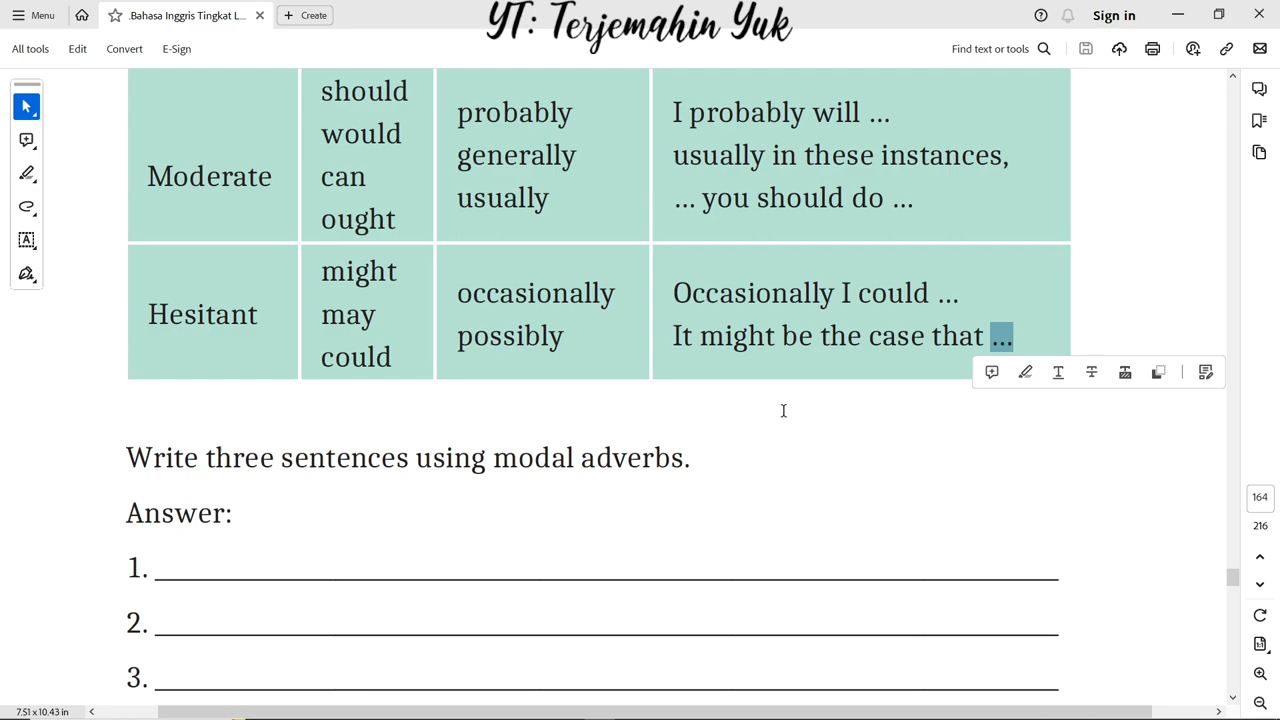 Menu
.Bahasa Inggris Tingkat L...
Create
YT: Terjemahin Yuk
Sign in
All tools
Edit
Convert
E-Sign
Find text or tools
Moderate
should
would
can
ought
probably
generally
usually
I probably will ...
usually in these instances,
... you should do ...
Hesitant
might
may
could
occasionally
possibly
Occasionally I could ...
It might be the case that ...
Write three sentences using modal adverbs.
Answer:
1.
2.
3.
164
216
7.51 x 10.43 in